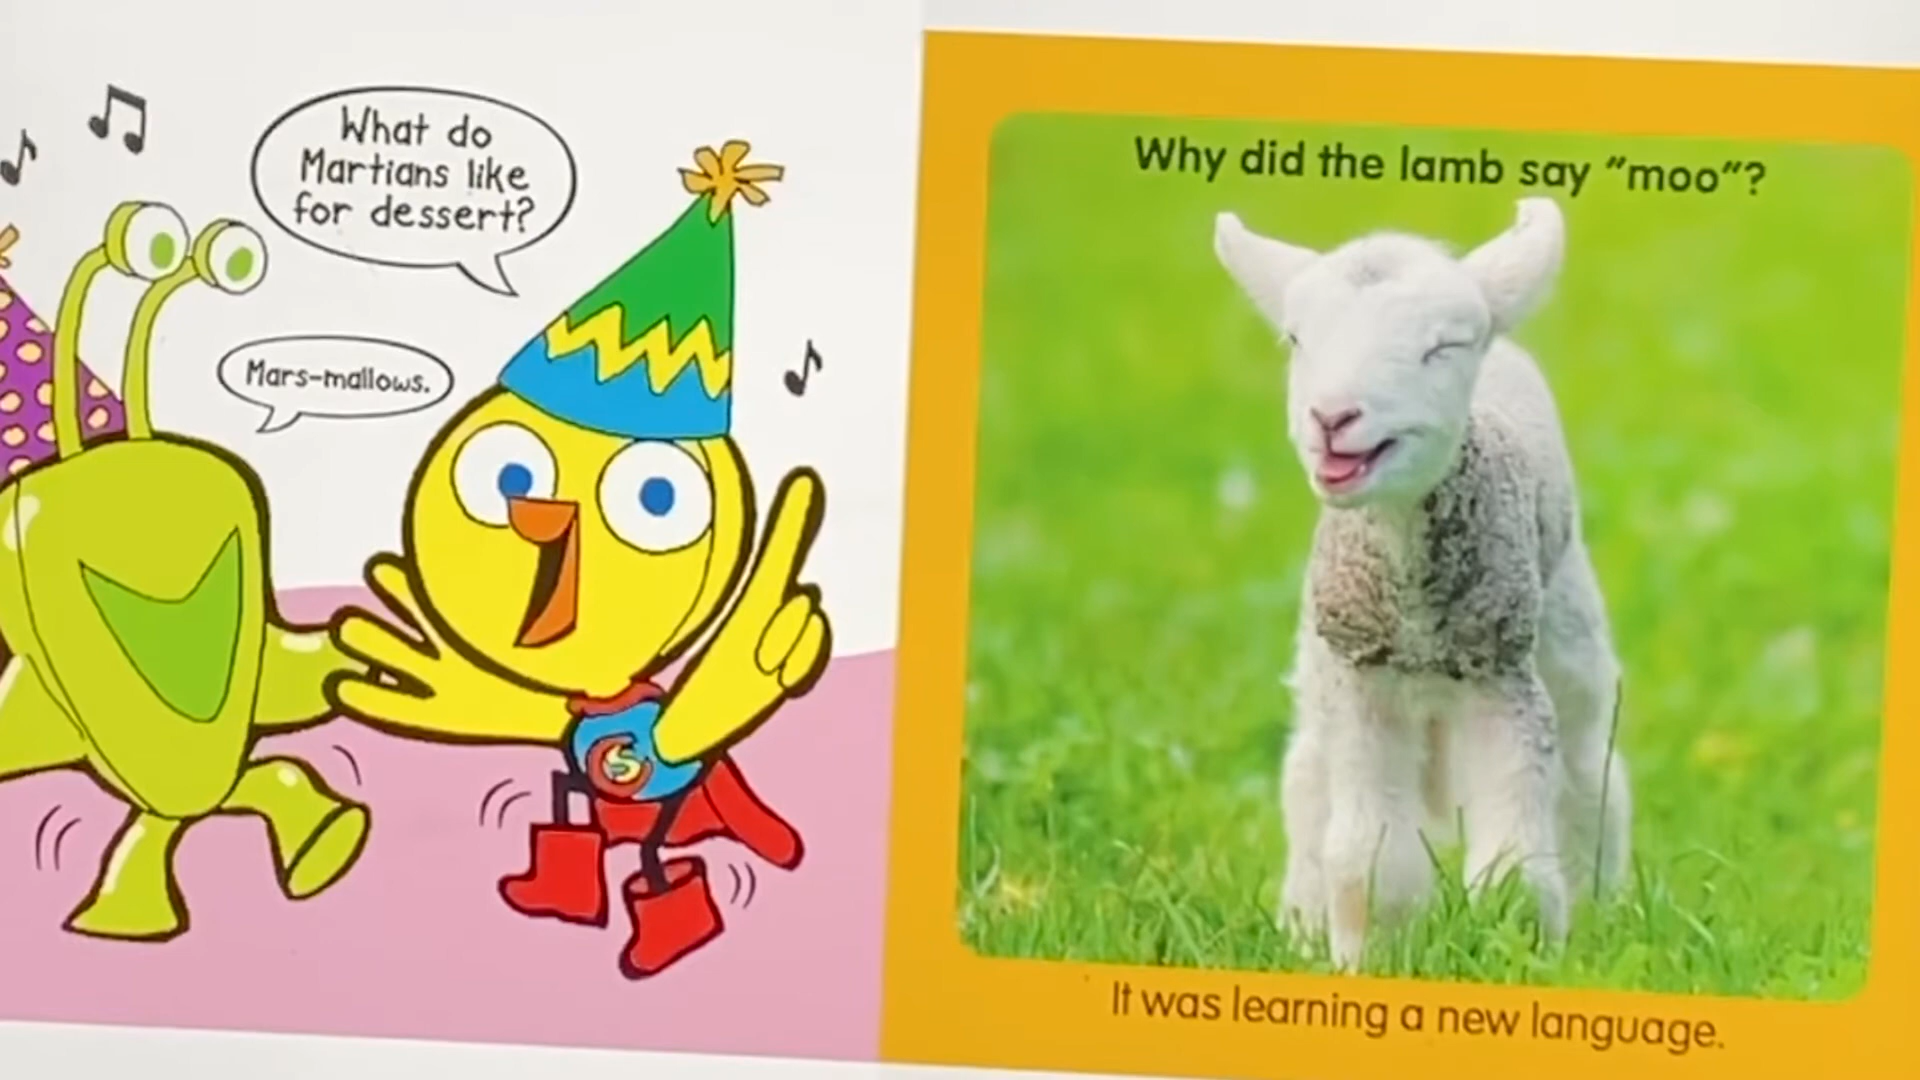 What do
Martians like
for dessert?
Mars-mallows.
CS
Why did the lamb say “moo”?
It was learning a new language.